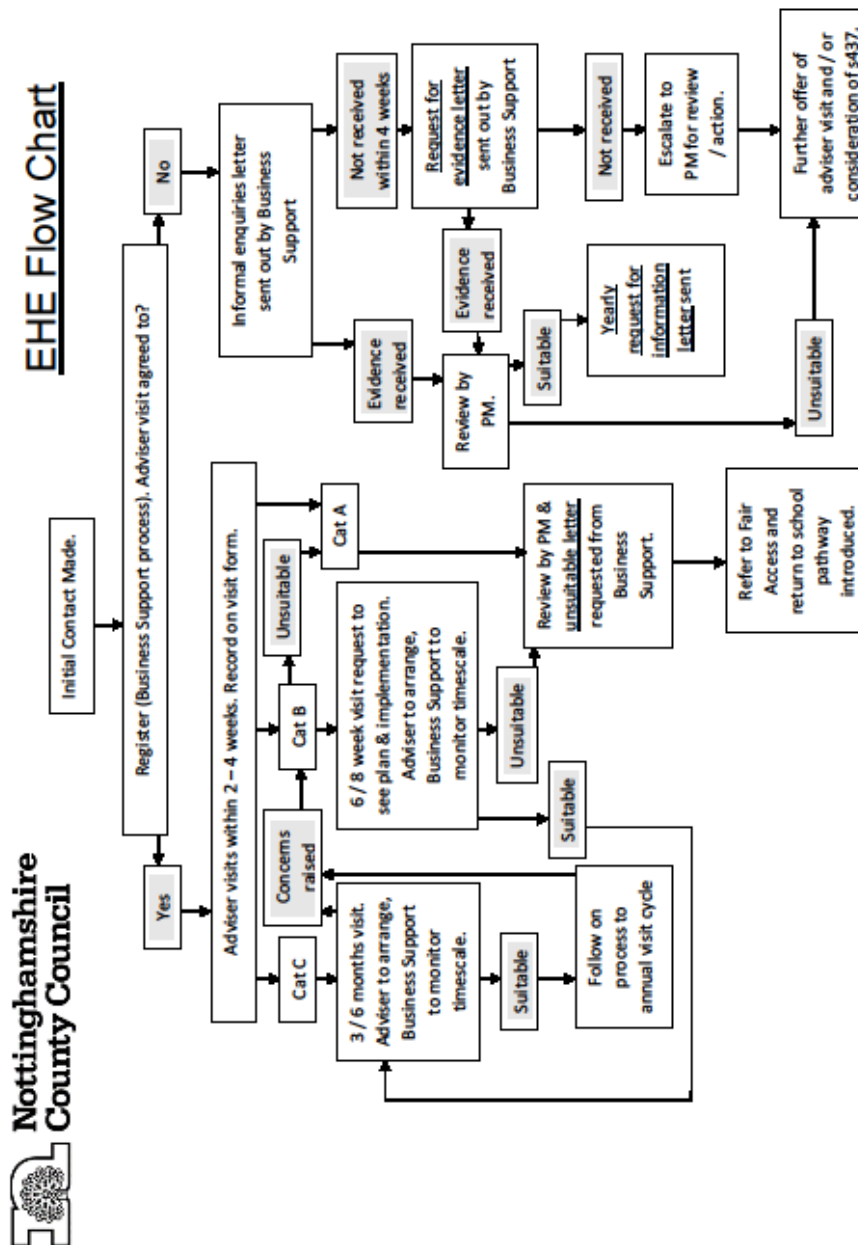 Nottinghamshire
County Council
EHE Flow Chart
Initial Contact Made.
Register (Business Support process). Adviser visit agreed to?
Yes
No
Adviser visits within 2 – 4 weeks. Record on visit form.
Cat C
3 / 6 months visit.
Adviser to arrange,
Business Support
to monitor
timescale.
Suitable
Follow on
process to
annual visit cycle
Concerns
raised
Cat B
Unsuitable
Cat A
6 / 8 week visit request to
see plan & implementation.
Adviser to arrange,
Business Support to
monitor timescale.
Suitable
Unsuitable
Review by PM &
unsuitable letter
requested from
Business
Support.
Refer to Fair
Access and
return to school
pathway
introduced.
Informal enquiries letter
sent out by Business
Support
Evidence
received
Not received
within 4 weeks
Review by
PM.
Evidence
received
Request for
evidence letter
sent out by
Business Support
Suitable
Yearly
request for
information
letter sent
Not received
Escalate to
PM for review
/ action.
Unsuitable
Further offer of
adviser visit and / or
consideration of s437.